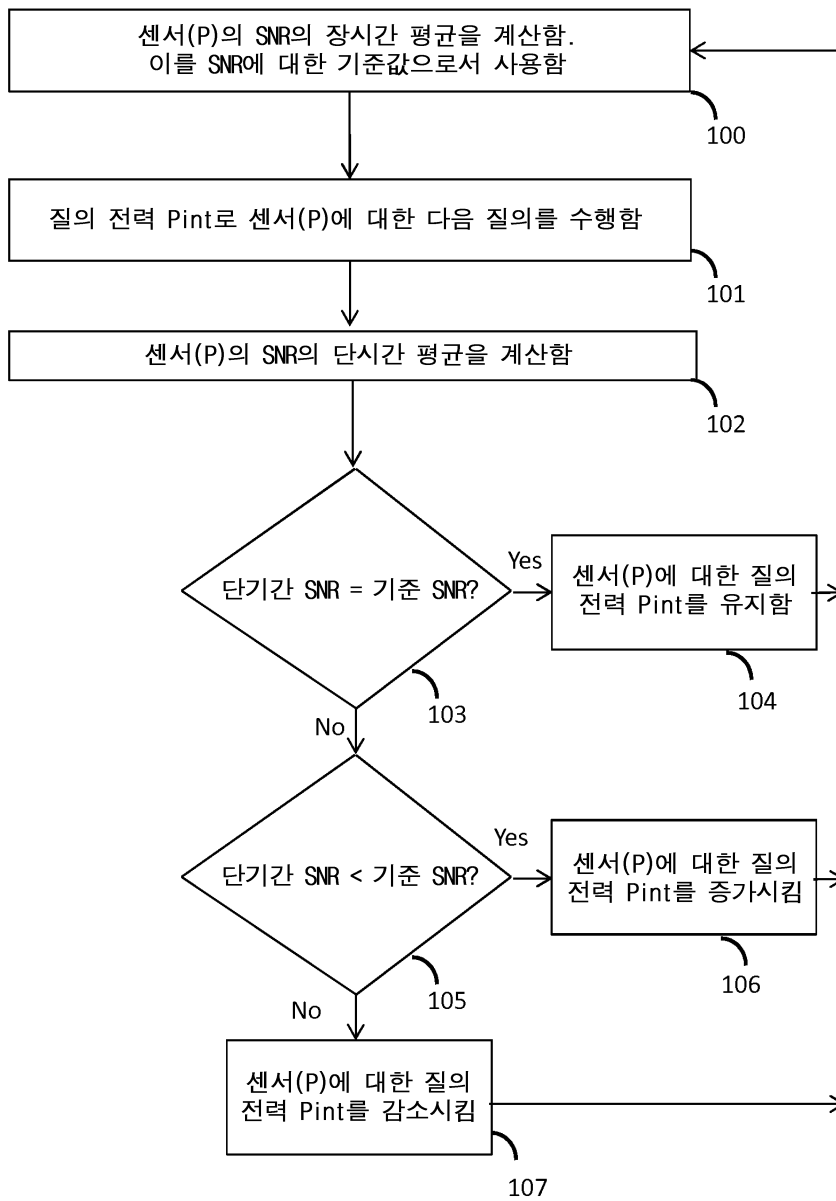 센서(P)의 SNR의 장시간 평균을 계산함.
이를 SNR에 대한 기준값으로서 사용함
100
질의 전력 Pint로 센서(P)에 대한 다음 질의를 수행함
101
센서(P)의 SNR의 단시간 평균을 계산함
102
단기간 SNR = 기준 SNR?
103
Yes
센서(P)에 대한 질의
전력 Pint를 유지함
104
No
단기간 SNR < 기준 SNR?
105
Yes
센서(P)에 대한 질의
전력 Pint를 증가시킴
106
No
센서(P)에 대한 질의
전력 Pint를 감소시킴
107